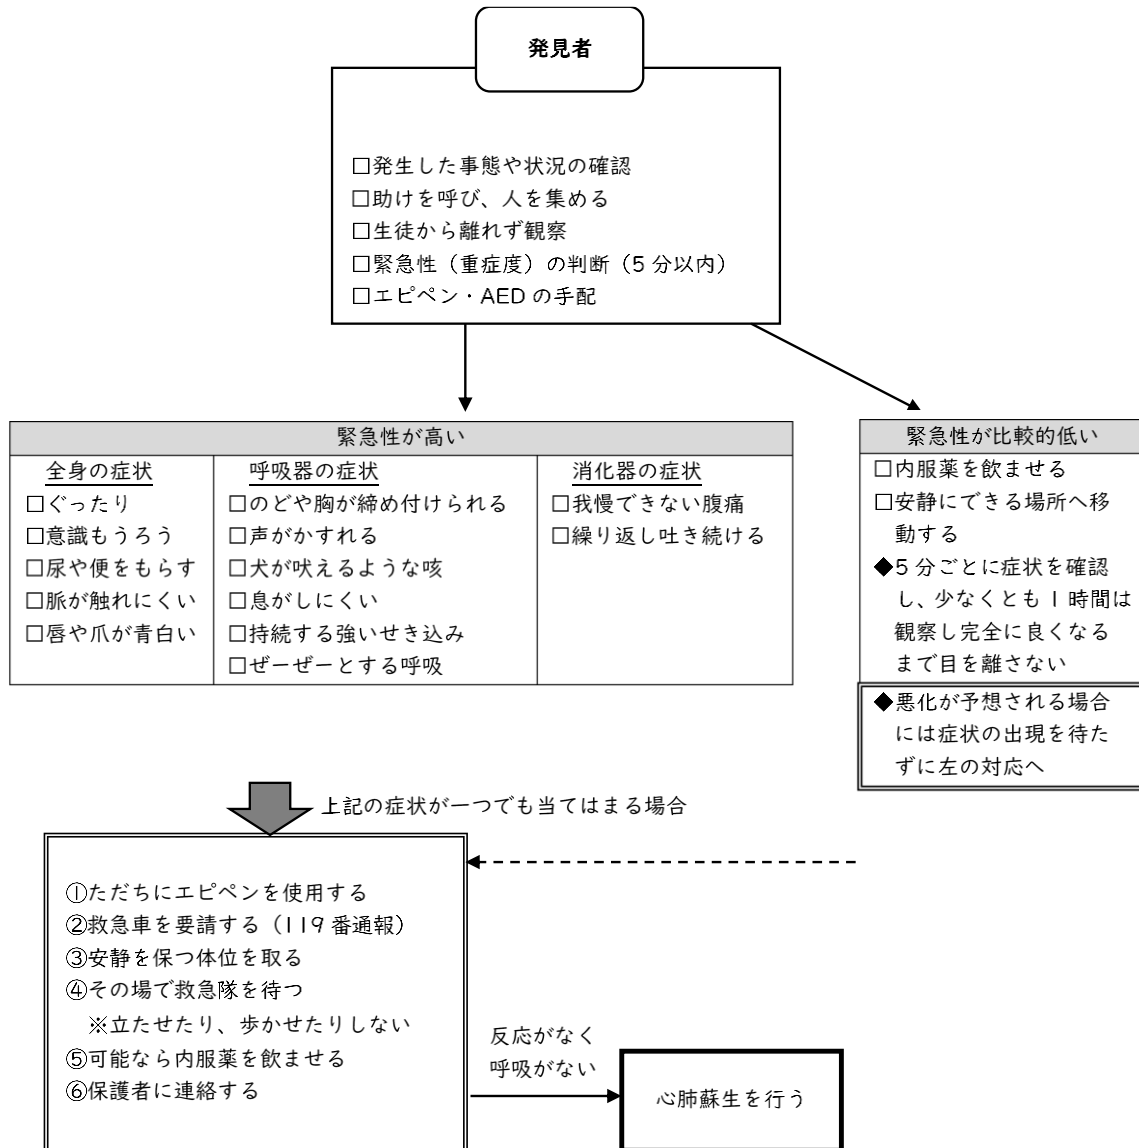 発見者
□発生した事態や状況の確認
□助けを呼び、人を集める
□生徒から離れず観察
□緊急性（重症度）の判断（5分以内）
□エピペン・AEDの手配
緊急性が高い
全身の症状
□ぐったり
□意識もうろう
□尿や便をもらす
□脈が触れにくい
□唇や爪が青白い
呼吸器の症状
□のどや胸が締め付けられる
□声がかすれる
□犬が吠えるような咳
□息がしにくい
□持続する強いせき込み
□ぜーぜーとする呼吸
消化器の症状
□我慢できない腹痛
□繰り返し吐き続ける
緊急性が比較的低い
□内服薬を飲ませる
□安静にできる場所へ移
動する
◆5分ごとに症状を確認
し、少なくとも1時間は
観察し完全に良くなる
まで目を離さない
◆悪化が予想される場合
には症状の出現を待た
ずに左の対応へ
上記の症状が一つでも当てはまる場合
①ただちにエピペンを使用する
②救急車を要請する（119番通報）
③安静を保つ体位を取る
④その場で救急隊を待つ
※立たせたり、歩かせたりしない
⑤可能なら内服薬を飲ませる
⑥保護者に連絡する
反応がなく
呼吸がない
心肺蘇生を行う